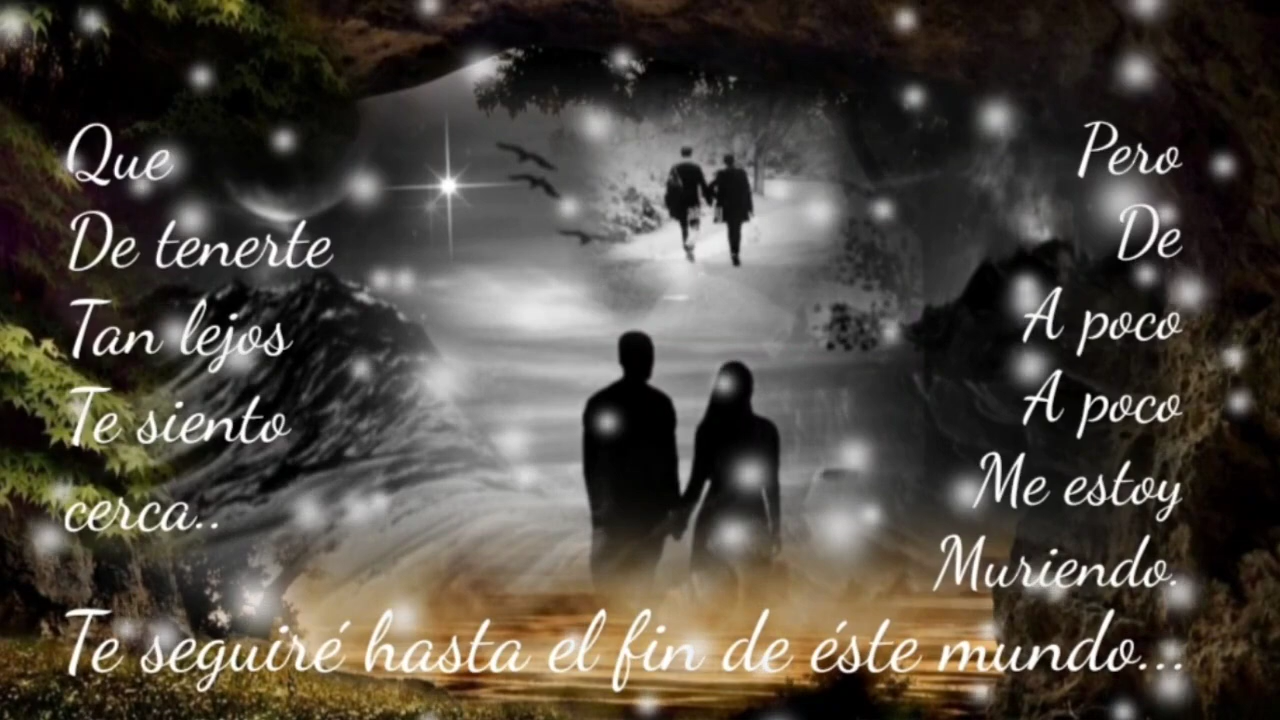 Que
De tenerte
Tan lejos
Te siento
cerca..
Pero
De
A poco
A poco
Me estoy
Muriendo.
Te seguiré hasta el fin de éste mundo...